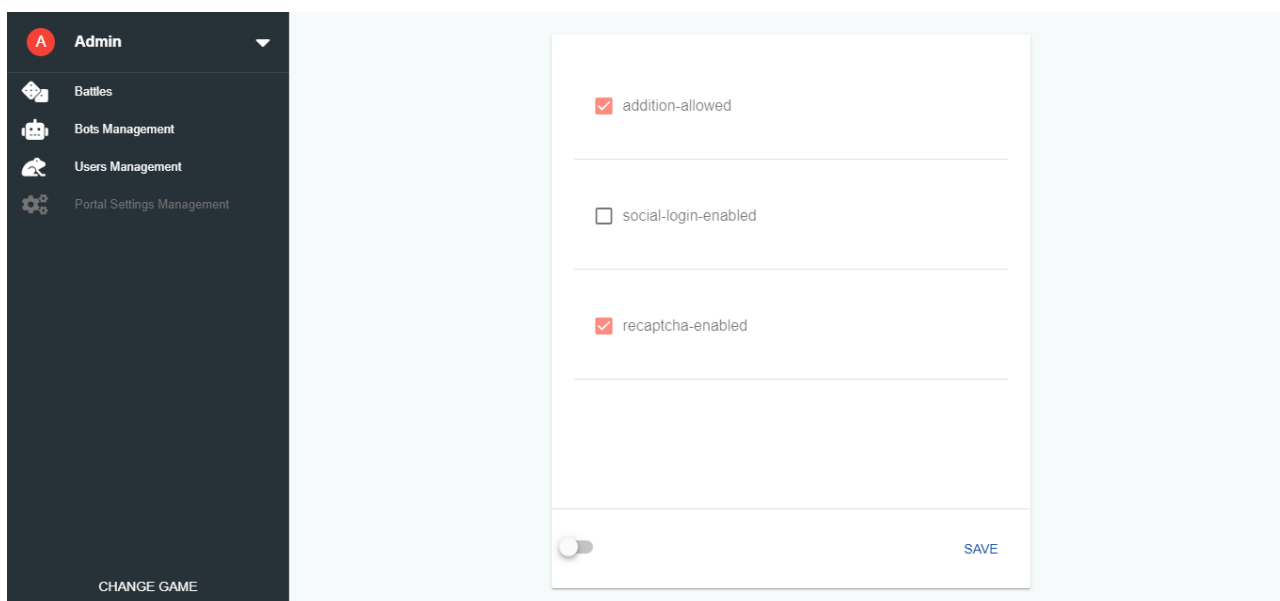 A
Admin
Battles
Bots Management
Users Management
Portal Settings Management
CHANGE GAME
addition-allowed
social-login-enabled
recaptcha-enabled
SAVE